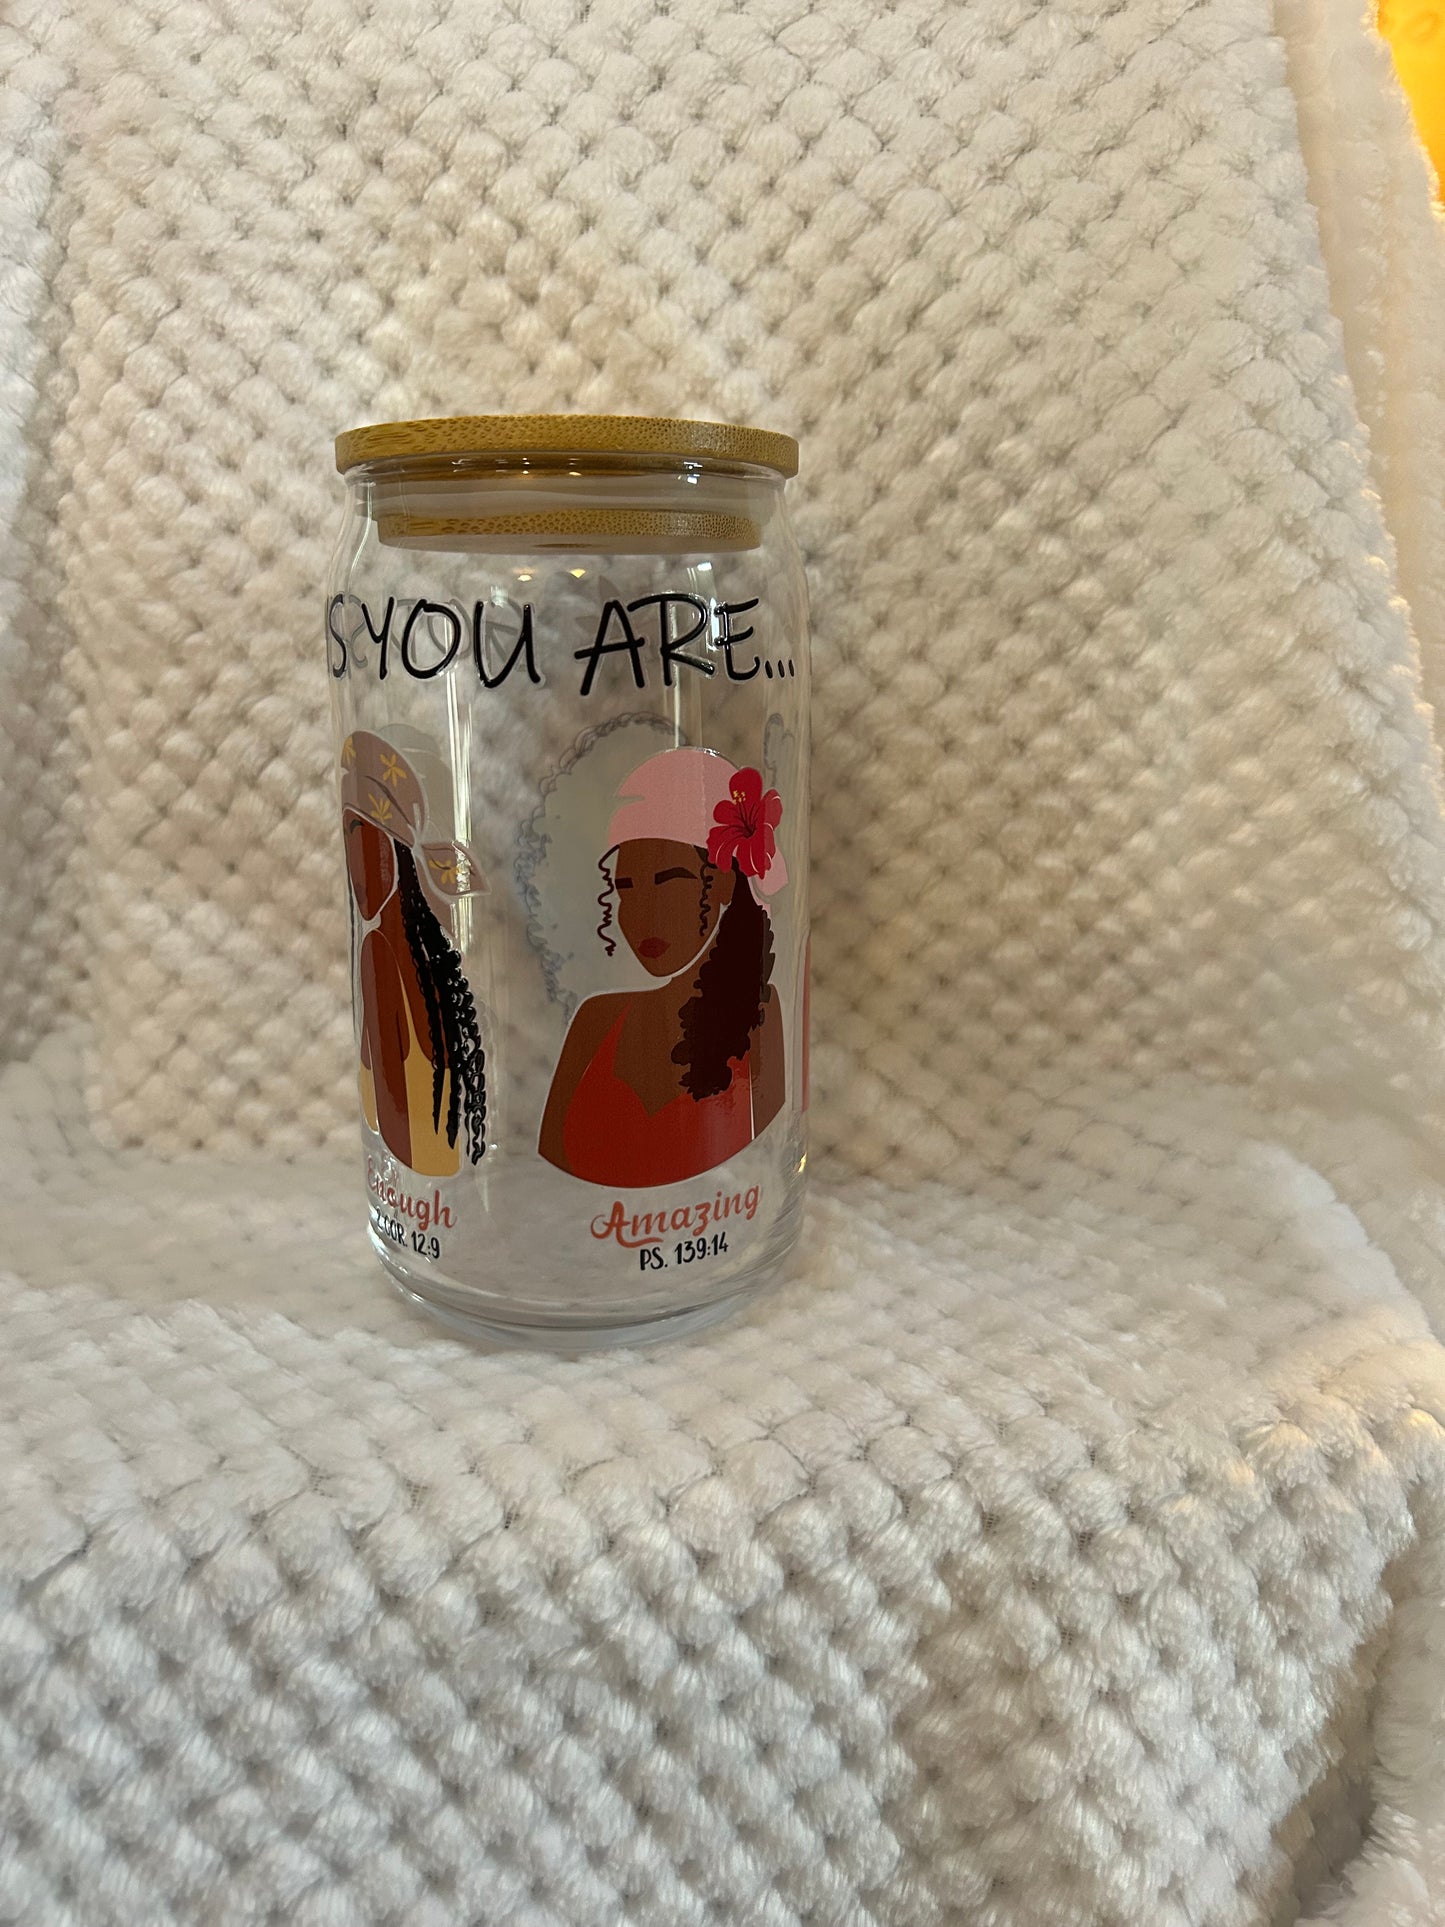 S YOU ARE...
Enough
2 COR. 12:9
Amazing
PS. 139:14